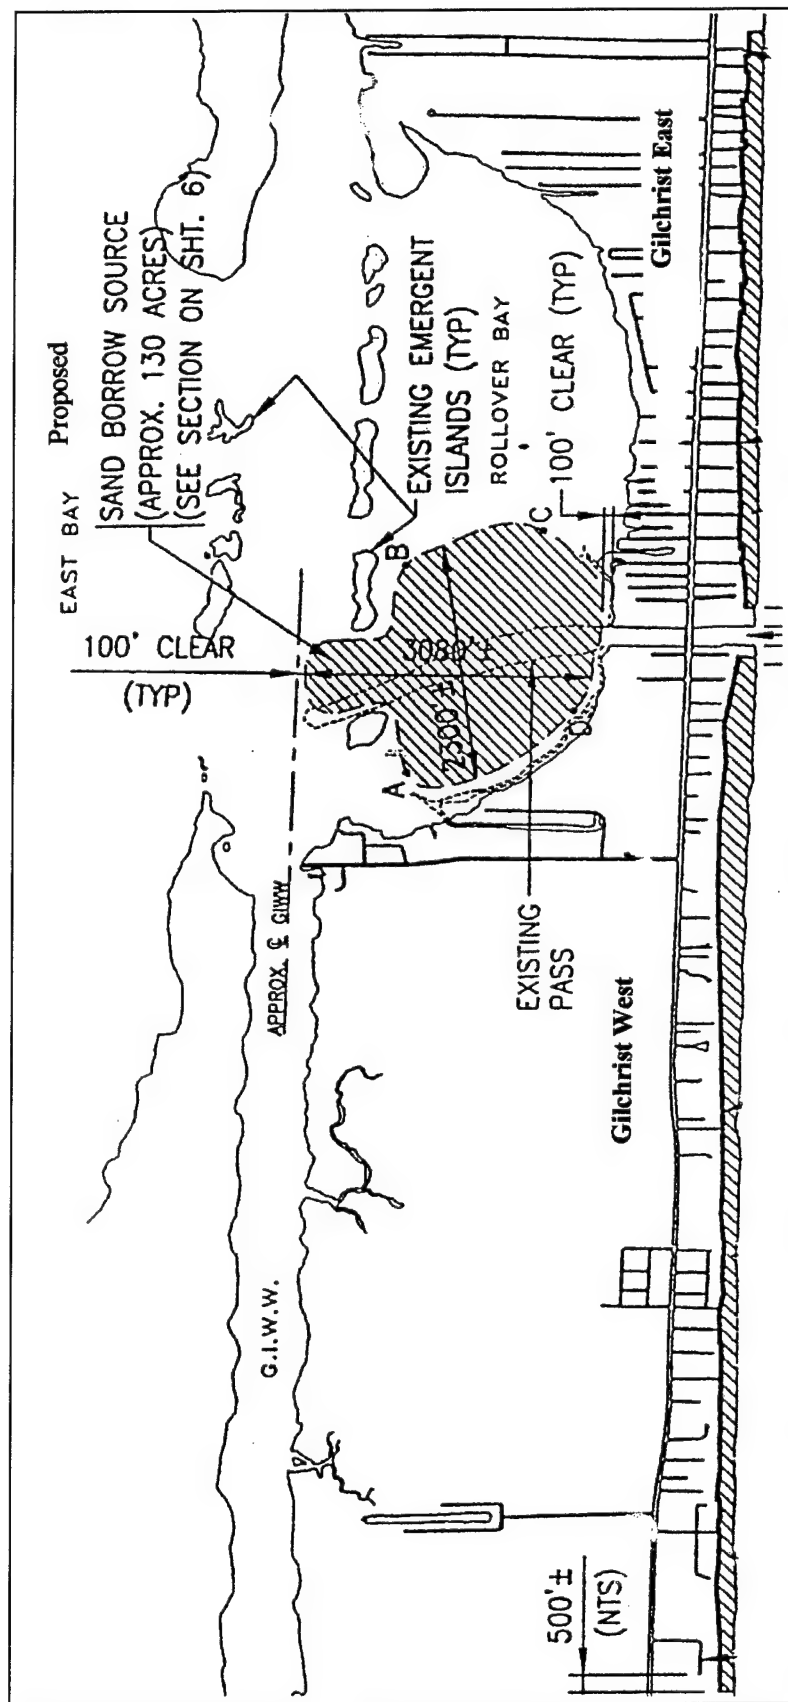 EAST BAY
Proposed
SAND BORROW SOURCE
(APPROX. 130 ACRES)
(SEE SECTION ON SHT. 6)
100' CLEAR
(TYP)
EXISTING EMERGENT
ISLANDS (TYP)
ROLLOVER BAY
100' CLEAR (TYP)
Gilchrist East
A
B
C
D
3080'±
2300'±
APPROX. ℄ GIWW
EXISTING
PASS
Gilchrist West
G.I.W.W.
500'±
(NTS)